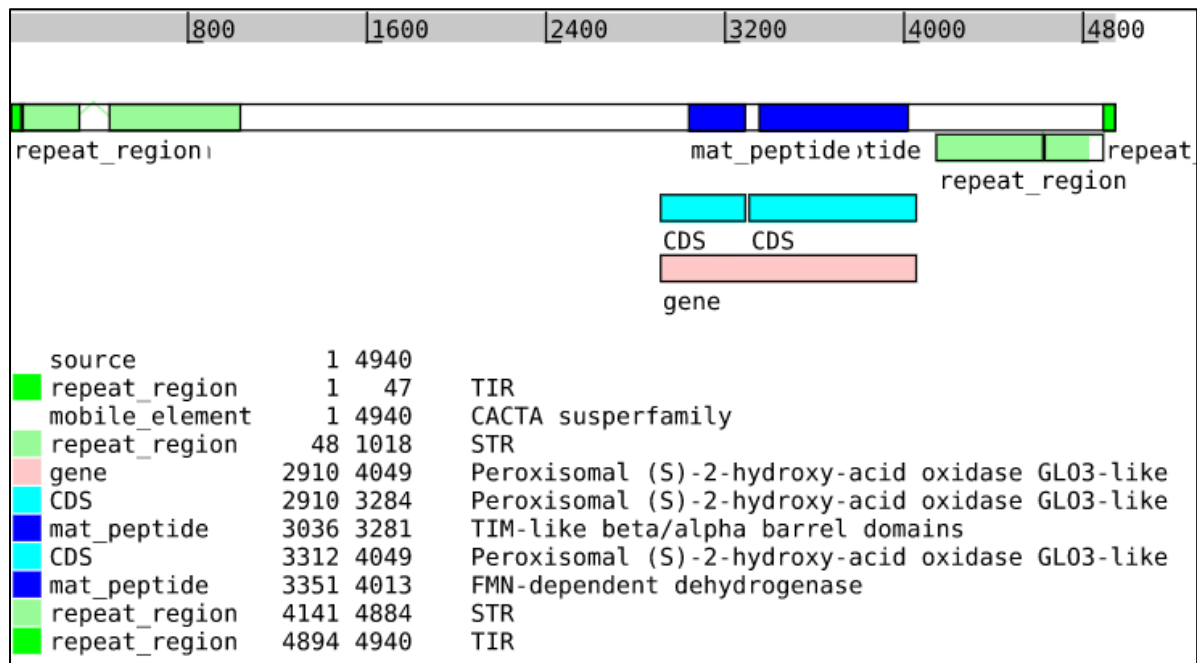 800 1600 2400 3200 4000 4800
repeat_region mat_peptide tide repeat_
repeat_region
CDS CDS
gene
source 1 4940
repeat_region 1 47 TIR
mobile_element 1 4940 CACTA susperfamily
repeat_region 48 1018 STR
gene 2910 4049 Peroxisomal (S)-2-hydroxy-acid oxidase GLO3-like
CDS 2910 3284 Peroxisomal (S)-2-hydroxy-acid oxidase GLO3-like
mat_peptide 3036 3281 TIM-like beta/alpha barrel domains
CDS 3312 4049 Peroxisomal (S)-2-hydroxy-acid oxidase GLO3-like
mat_peptide 3351 4013 FMN-dependent dehydrogenase
repeat_region 4141 4884 STR
repeat_region 4894 4940 TIR